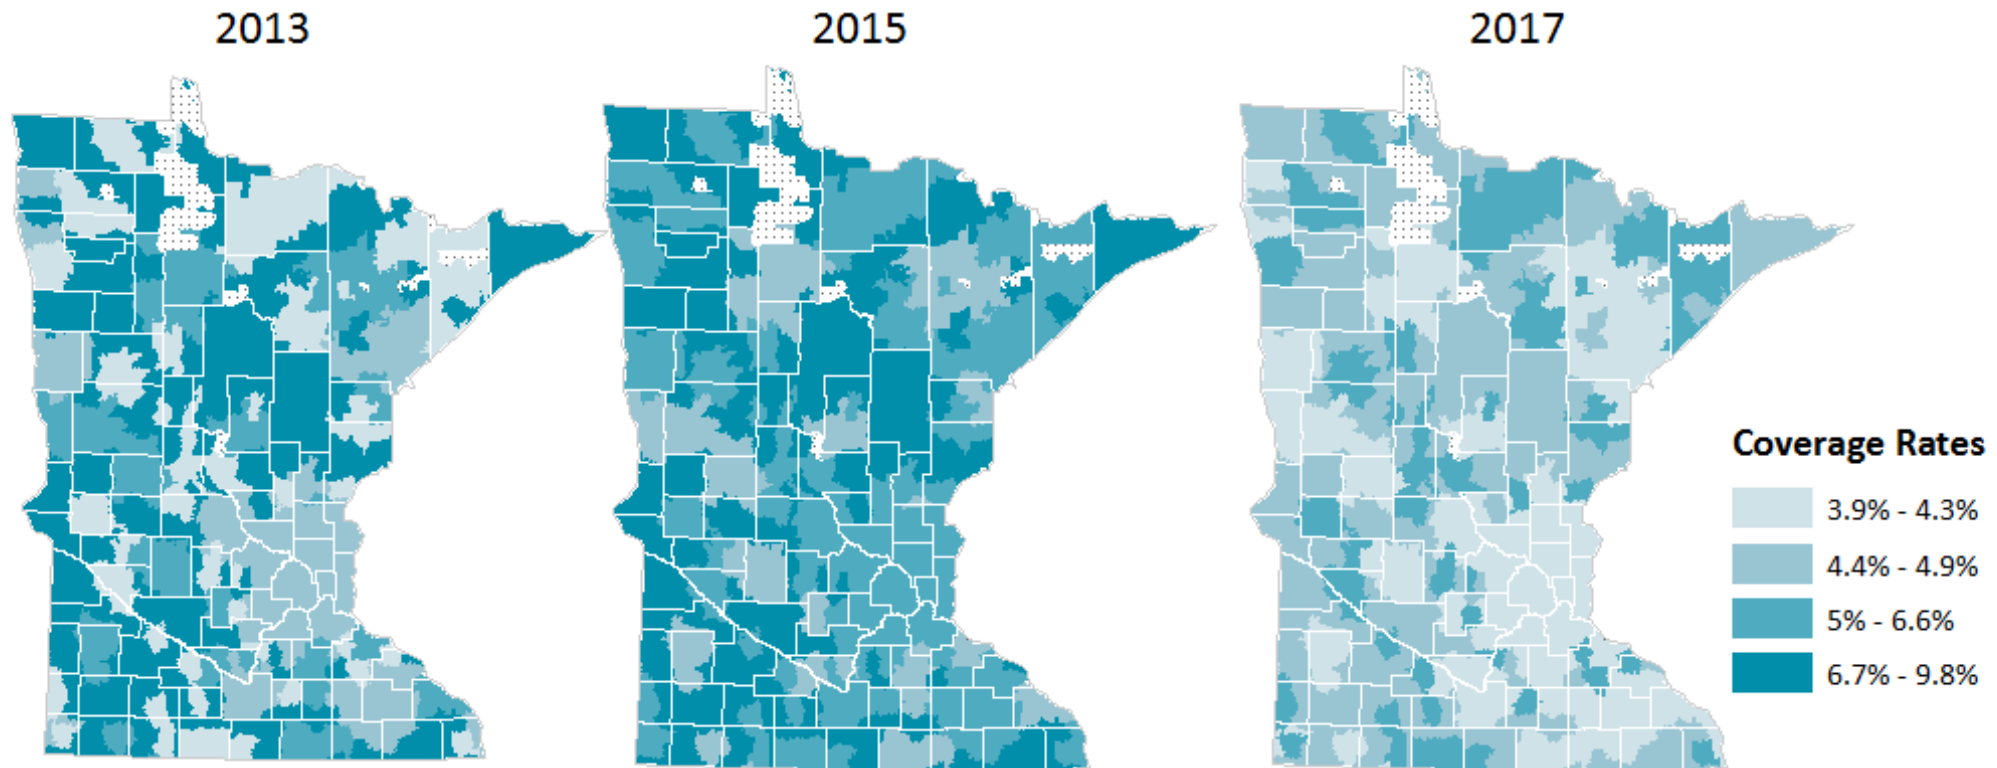 2013
2015
2017
Coverage Rates
3.9% - 4.3%
4.4% - 4.9%
5% - 6.6%
6.7% - 9.8%